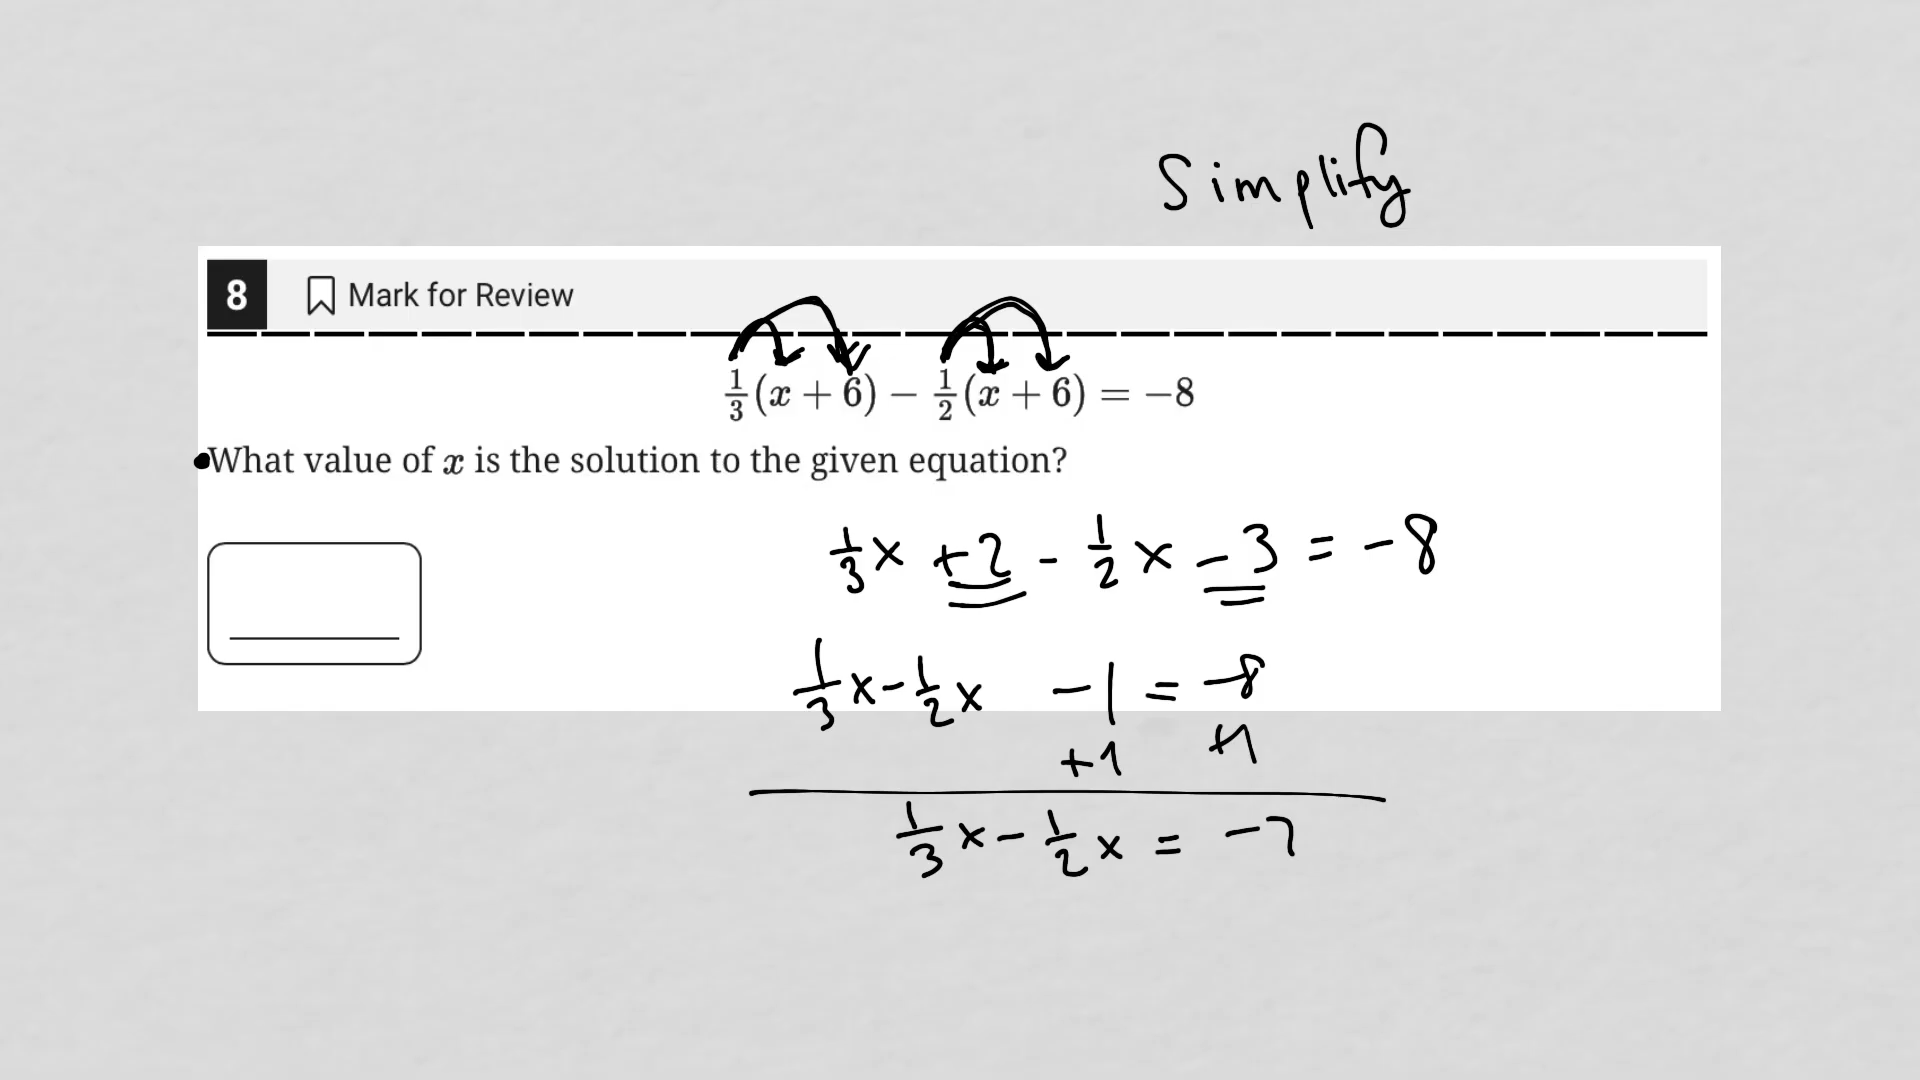 Simplify
8 Mark for Review
1/3(x + 6) − 1/2(x + 6) = −8
What value of x is the solution to the given equation?
1/3x +2 - 1/2x -3 = -8
1/3x - 1/2x -1 = -8
+1 +1
1/3x - 1/2x = -7